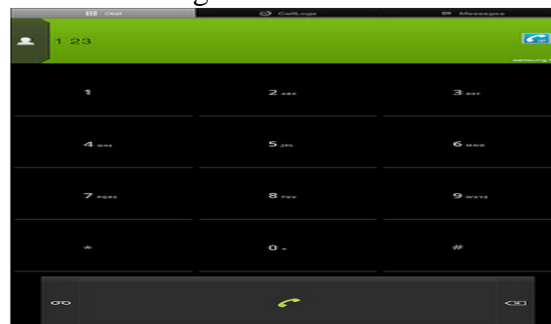 Dial CallLogs Messages
1 23
1 2 ABC 3 DEF
4 GHI 5 JKL 6 MNO
7 PQRS 8 TUV 9 WXYZ
* 0 + #